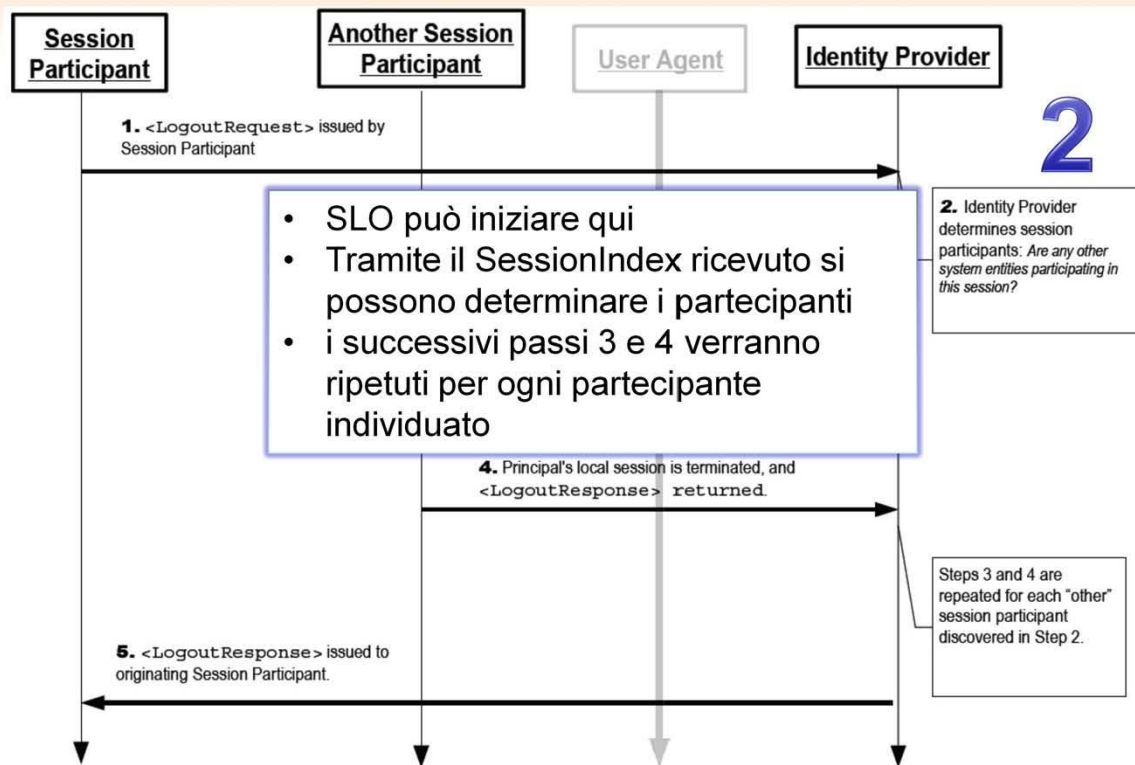 Session
Participant
Another Session
Participant
User Agent
Identity Provider
1. <LogoutRequest> issued by
Session Participant
2
2. Identity Provider
determines session
participants: Are any other
system entities participating in
this session?
• SLO può iniziare qui
• Tramite il SessionIndex ricevuto si
possono determinare i partecipanti
• i successivi passi 3 e 4 verranno
ripetuti per ogni partecipante
individuato
4. Principal's local session is terminated, and
<LogoutResponse> returned.
Steps 3 and 4 are
repeated for each “other”
session participant
discovered in Step 2.
5. <LogoutResponse> issued to
originating Session Participant.